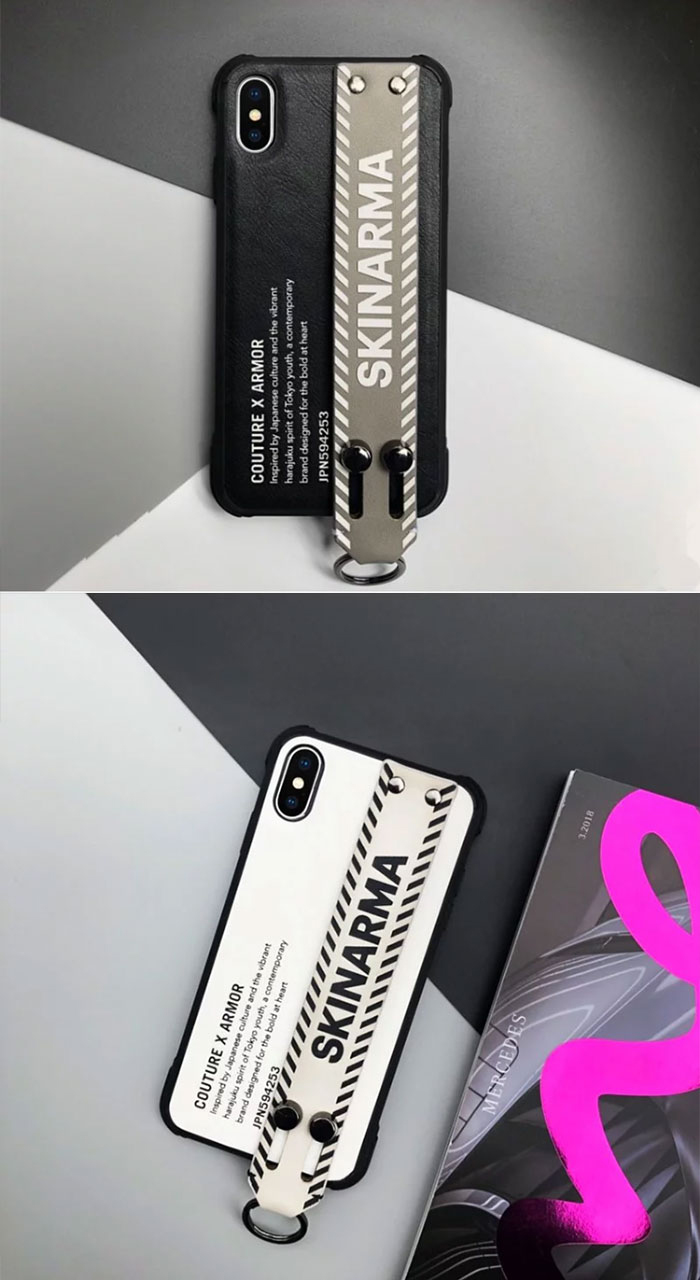 SKINARMA
COUTURE X ARMOR
Inspired by Japanese culture and the vibrant
harajuku spirit of Tokyo youth, a contemporary
brand designed for the bold at heart
JPN594253
SKINARMA
COUTURE X ARMOR
Inspired by Japanese culture and the vibrant
harajuku spirit of Tokyo youth, a contemporary
brand designed for the bold at heart
JPN594253
3.2018
MERCEDES